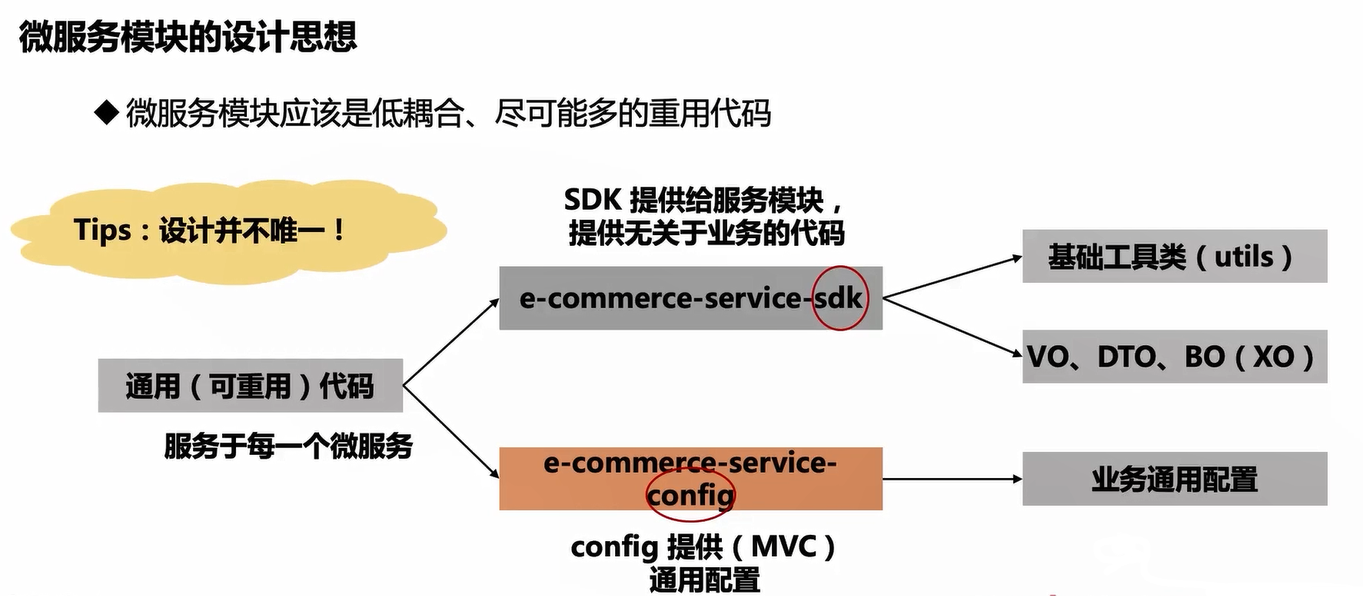 微服务模块的设计思想
◆ 微服务模块应该是低耦合、尽可能多的重用代码
Tips：设计并不唯一！
SDK 提供给服务模块，
提供无关于业务的代码
e-commerce-service-sdk
基础工具类（utils）
VO、DTO、BO（XO）
通用（可重用）代码
服务于每一个微服务
e-commerce-service-
config
业务通用配置
config 提供（MVC）
通用配置